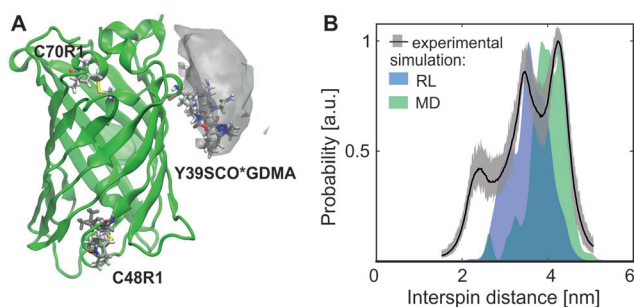 A
C70R1
Y39SCO*GDMA
C48R1
B
experimental
simulation:
RL
MD
Probability [a.u.]
1
0.5
0 2 4 6
Interspin distance [nm]